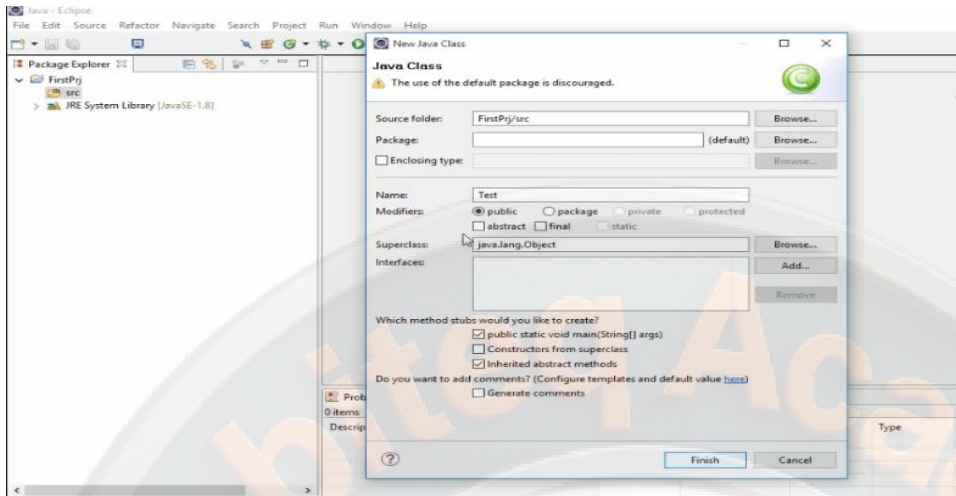 Java - Eclipse
File Edit Source Refactor Navigate Search Project Run Window Help
Package Explorer
FirstPrj
src
JRE System Library [JavaSE-1.8]
New Java Class
Java Class
The use of the default package is discouraged.
Source folder: FirstPrj/src Browse...
Package: (default) Browse...
Enclosing type: Browse...
Name: Test
Modifiers: public package private protected
abstract final static
Superclass: java.lang.Object Browse...
Interfaces: Add...
Remove
Which method stubs would you like to create?
public static void main(String[] args)
Constructors from superclass
Inherited abstract methods
Do you want to add comments? (Configure templates and default value here)
Generate comments
Finish Cancel
Prob
0 items
Descrip
Type
bitoq Aca